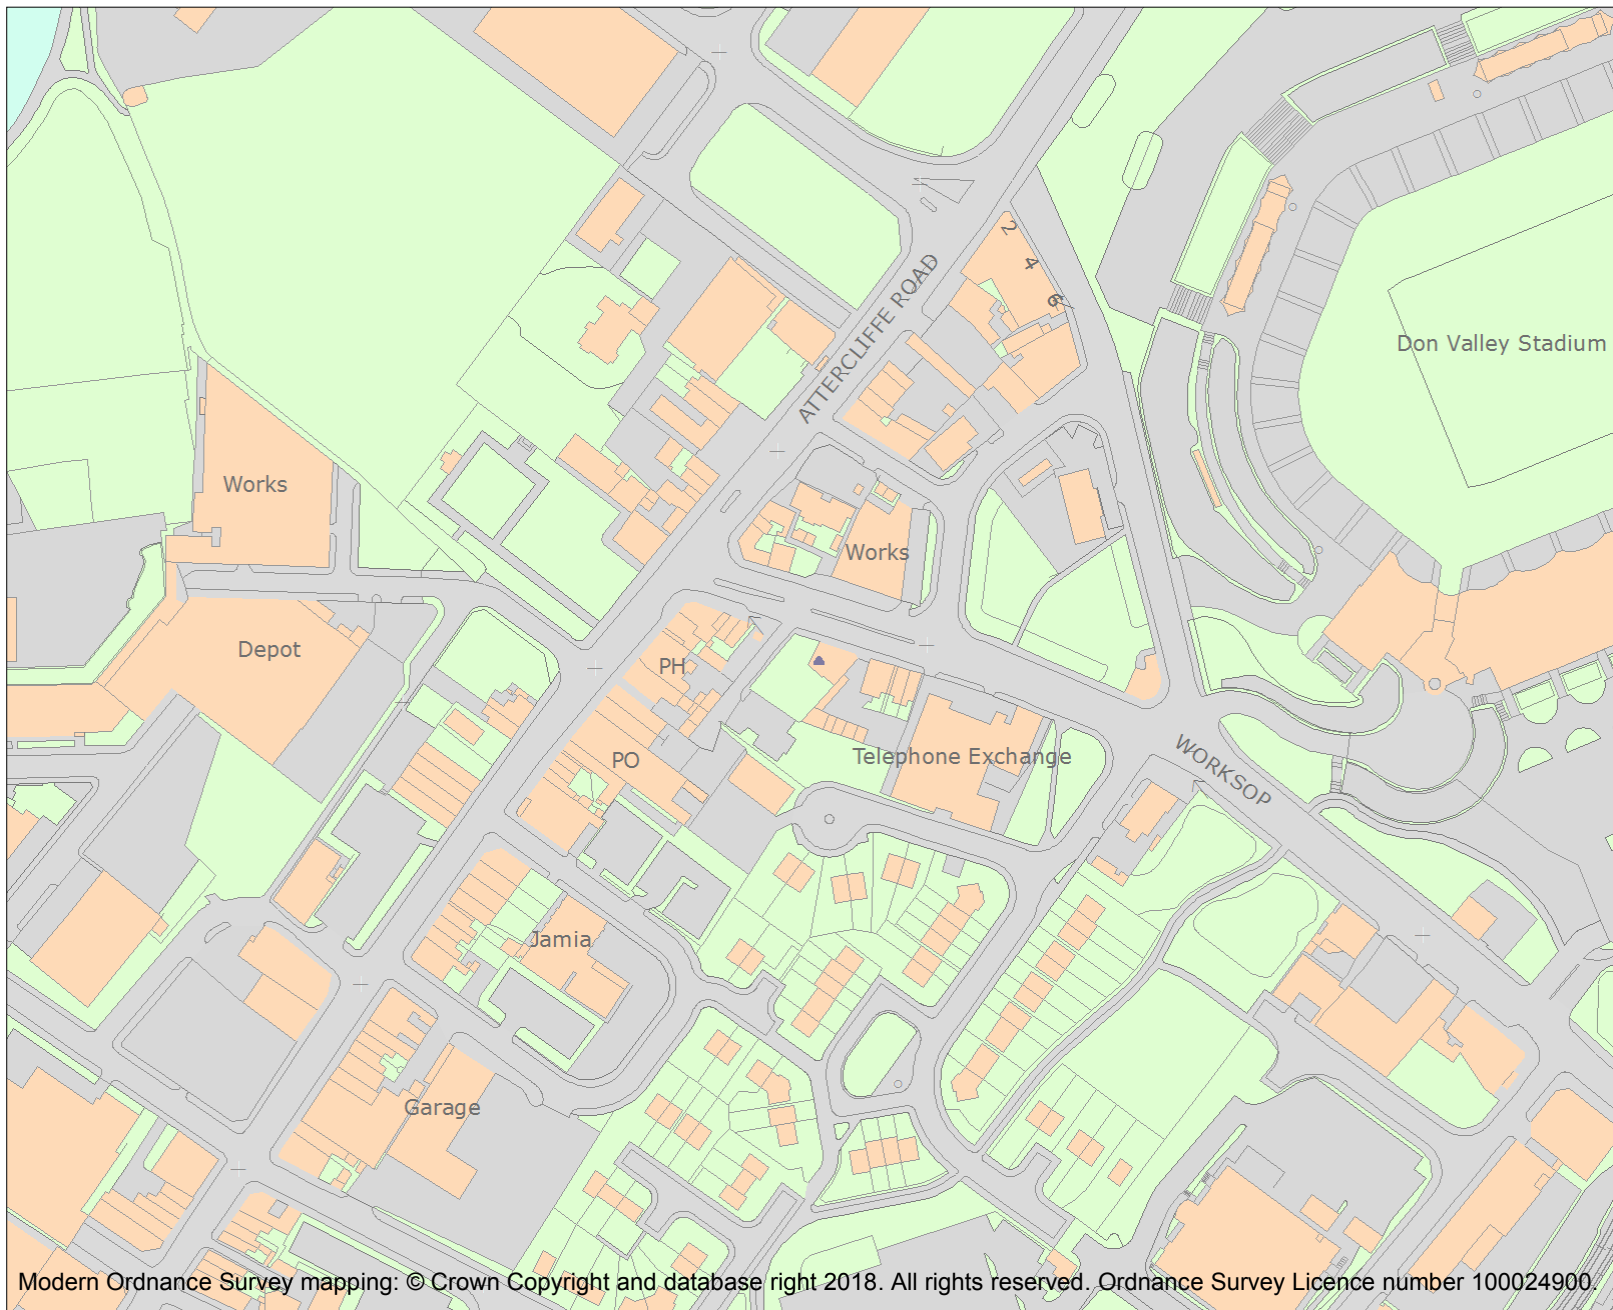 2
4
6
ATTERCLIFFE ROAD
Don Valley Stadium
Works
Works
Depot
PH
PO
Telephone Exchange
WORKSOP
Jamia
Garage
Modern Ordnance Survey mapping: © Crown Copyright and database right 2018. All rights reserved. Ordnance Survey Licence number 100024900.